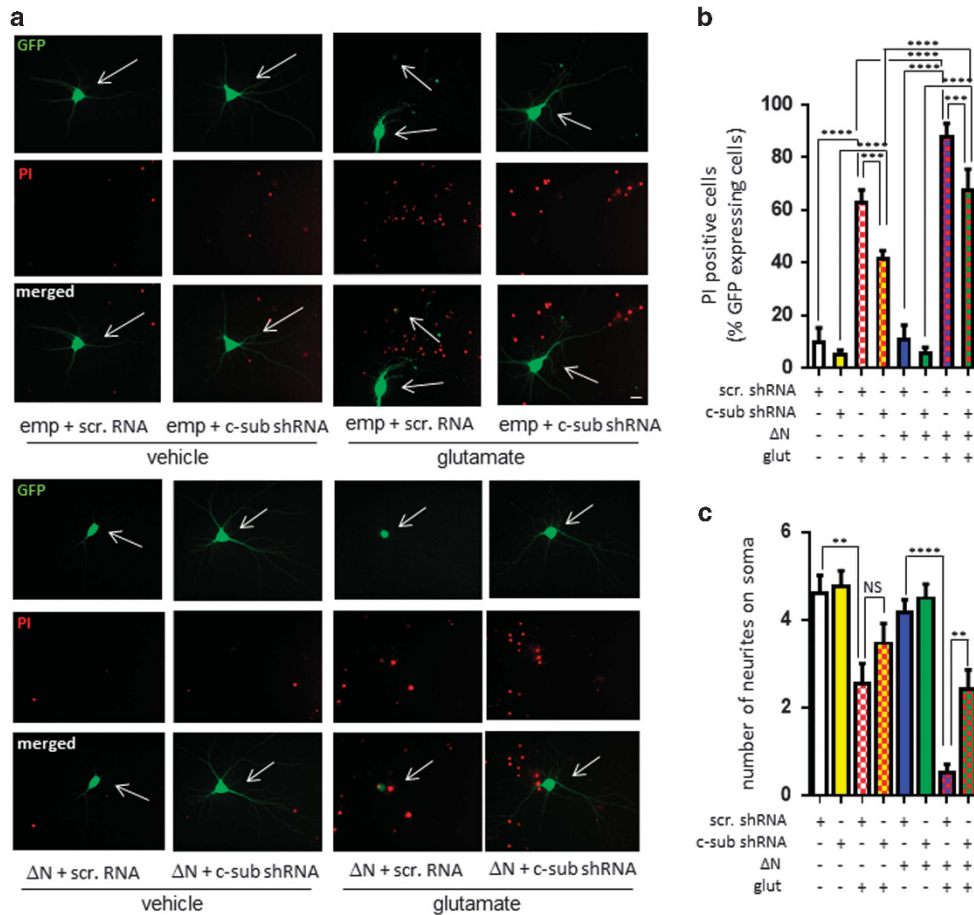 a
GFP
PI
merged
emp + scr. RNA emp + c-sub shRNA emp + scr. RNA emp + c-sub shRNA
vehicle glutamate
GFP
PI
merged
ΔN + scr. RNA ΔN + c-sub shRNA ΔN + scr. RNA ΔN + c-sub shRNA
vehicle glutamate
b
PI positive cells
(% GFP expressing cells)
100
80
60
40
20
0
****
****
**** ****
**** **** ***
***
scr. shRNA + - + - + - + -
c-sub shRNA - + - + - + - +
ΔN - - - - + + + +
glut - - + + - - + +
c
number of neurites on soma
6
4
2
0
** ****
NS
**
scr. shRNA + - + - + - + -
c-sub shRNA - + - + - + - +
ΔN - - - - + + + +
glut - - + + - - + +